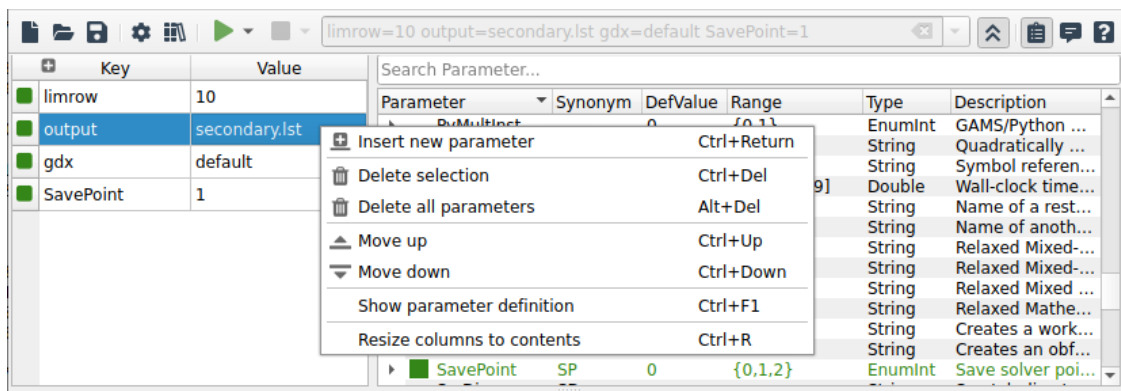 limrow=10 output=secondary.lst gdx=default SavePoint=1
Key Value
limrow 10
output secondary.lst
gdx default
SavePoint 1
Search Parameter...
Parameter Synonym DefValue Range Type Description
PyMultInst 0 {0,1} EnumInt GAMS/Python ...
String Quadratically ...
String Symbol referen...
9] Double Wall-clock time...
String Name of a rest...
String Name of anoth...
String Relaxed Mixed-...
String Relaxed Mixed-...
String Relaxed Mixed ...
String Relaxed Mathe...
String Creates a work...
String Creates an obf...
SavePoint SP 0 {0,1,2} EnumInt Save solver poi...
Insert new parameter Ctrl+Return
Delete selection Ctrl+Del
Delete all parameters Alt+Del
Move up Ctrl+Up
Move down Ctrl+Down
Show parameter definition Ctrl+F1
Resize columns to contents Ctrl+R